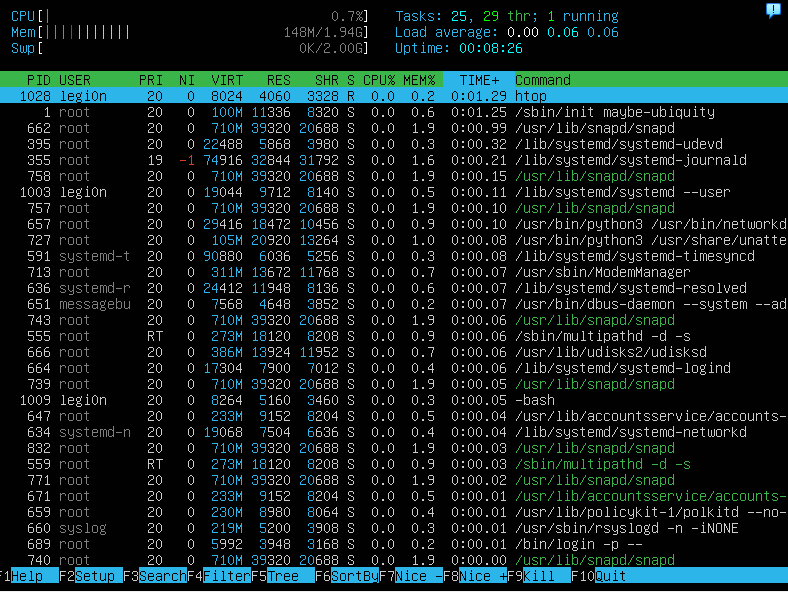 CPU[| 0.7%] Tasks: 25, 29 thr; 1 running
Mem[||||||||||| 148M/1.94G] Load average: 0.00 0.06 0.06
Swp[ 0K/2.00G] Uptime: 00:08:26
PID USER PRI NI VIRT RES SHR S CPU% MEM% TIME+ Command
1028 legi0n 20 0 8024 4060 3328 R 0.0 0.2 0:01.29 htop
1 root 20 0 100M 11336 8320 S 0.0 0.6 0:01.25 /sbin/init maybe-ubiquity
662 root 20 0 710M 39320 20688 S 0.0 1.9 0:00.99 /usr/lib/snapd/snapd
395 root 20 0 22488 5868 3980 S 0.0 0.3 0:00.32 /lib/systemd/systemd-udevd
355 root 19 -1 74916 32844 31792 S 0.0 1.6 0:00.21 /lib/systemd/systemd-journald
758 root 20 0 710M 39320 20688 S 0.0 1.9 0:00.15 /usr/lib/snapd/snapd
1003 legi0n 20 0 19044 9712 8140 S 0.0 0.5 0:00.11 /lib/systemd/systemd --user
757 root 20 0 710M 39320 20688 S 0.0 1.9 0:00.10 /usr/lib/snapd/snapd
657 root 20 0 29416 18472 10456 S 0.0 0.9 0:00.10 /usr/bin/python3 /usr/bin/networkd
727 root 20 0 105M 20920 13264 S 0.0 1.0 0:00.08 /usr/bin/python3 /usr/share/unatte
591 systemd-t 20 0 90880 6036 5256 S 0.0 0.3 0:00.08 /lib/systemd/systemd-timesyncd
713 root 20 0 311M 13672 11768 S 0.0 0.7 0:00.07 /usr/sbin/ModemManager
636 systemd-r 20 0 24412 11948 8136 S 0.0 0.6 0:00.07 /lib/systemd/systemd-resolved
651 messagebu 20 0 7568 4648 3852 S 0.0 0.2 0:00.07 /usr/bin/dbus-daemon --system --ad
743 root 20 0 710M 39320 20688 S 0.0 1.9 0:00.06 /usr/lib/snapd/snapd
555 root RT 0 273M 18120 8208 S 0.0 0.9 0:00.06 /sbin/multipathd -d -s
666 root 20 0 386M 13924 11952 S 0.0 0.7 0:00.06 /usr/lib/udisks2/udisksd
664 root 20 0 17304 7900 7012 S 0.0 0.4 0:00.06 /lib/systemd/systemd-logind
739 root 20 0 710M 39320 20688 S 0.0 1.9 0:00.05 /usr/lib/snapd/snapd
1009 legi0n 20 0 8264 5160 3460 S 0.0 0.3 0:00.05 -bash
647 root 20 0 233M 9152 8204 S 0.0 0.5 0:00.04 /usr/lib/accountsservice/accounts-
634 systemd-n 20 0 19068 7504 6636 S 0.0 0.4 0:00.04 /lib/systemd/systemd-networkd
832 root 20 0 710M 39320 20688 S 0.0 1.9 0:00.03 /usr/lib/snapd/snapd
559 root RT 0 273M 18120 8208 S 0.0 0.9 0:00.03 /sbin/multipathd -d -s
771 root 20 0 710M 39320 20688 S 0.0 1.9 0:00.02 /usr/lib/snapd/snapd
671 root 20 0 233M 9152 8204 S 0.0 0.5 0:00.01 /usr/lib/accountsservice/accounts-
659 root 20 0 230M 8980 8064 S 0.0 0.4 0:00.01 /usr/lib/policykit-1/polkitd --no-
660 syslog 20 0 219M 5200 3908 S 0.0 0.3 0:00.01 /usr/sbin/rsyslogd -n -iNONE
689 root 20 0 5992 3948 3168 S 0.0 0.2 0:00.01 /bin/login -p --
740 root 20 0 710M 39320 20688 S 0.0 1.9 0:00.00 /usr/lib/snapd/snapd
F1Help F2Setup F3SearchF4FilterF5Tree F6SortByF7Nice -F8Nice +F9Kill F10Quit